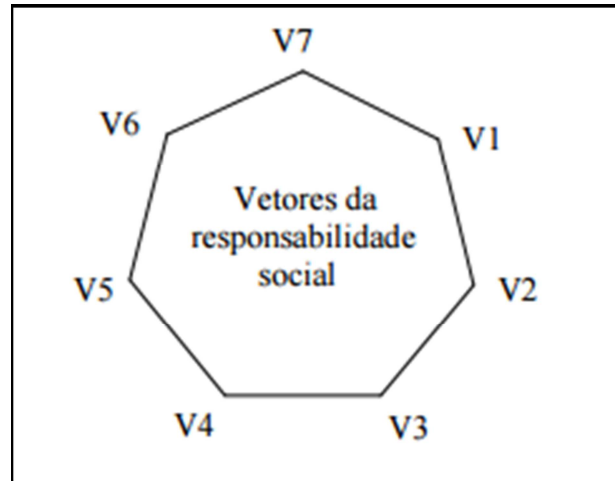 V7
V6
V1
Vetores da
responsabilidade
social
V5
V2
V4
V3